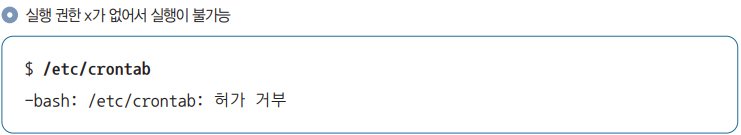 실행 권한 x가 없어서 실행이 불가능
$ /etc/crontab
-bash: /etc/crontab: 허가 거부